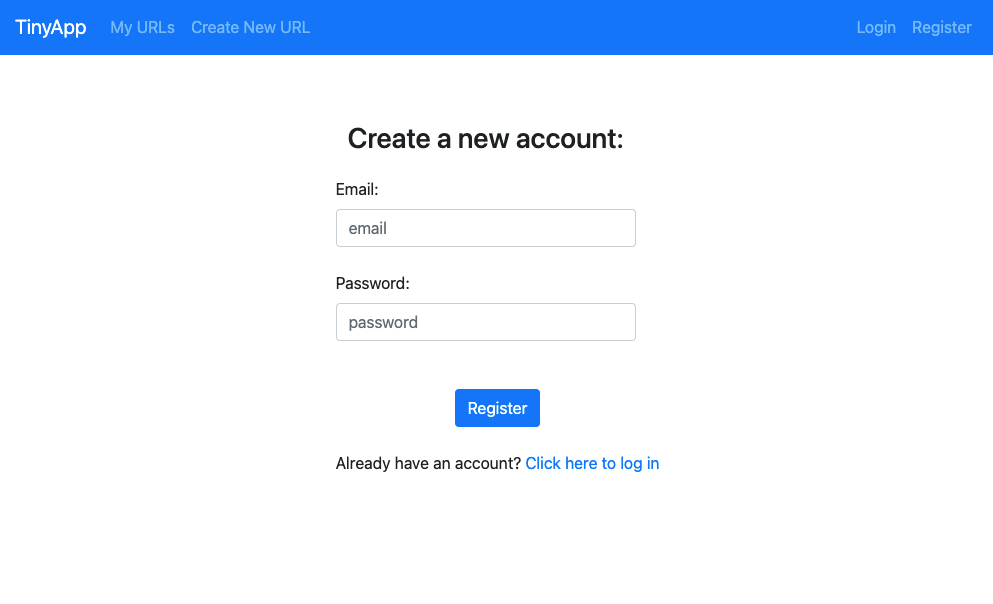 TinyApp My URLs Create New URL Login Register
Create a new account:
Email:
email
Password:
password
Register
Already have an account? Click here to log in